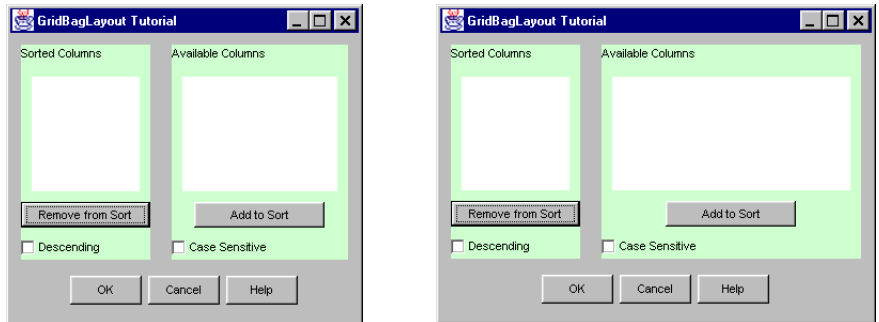 GridBagLayout Tutorial
Sorted Columns Available Columns
Remove from Sort Add to Sort
Descending Case Sensitive
OK Cancel Help
GridBagLayout Tutorial
Sorted Columns Available Columns
Remove from Sort Add to Sort
Descending Case Sensitive
OK Cancel Help